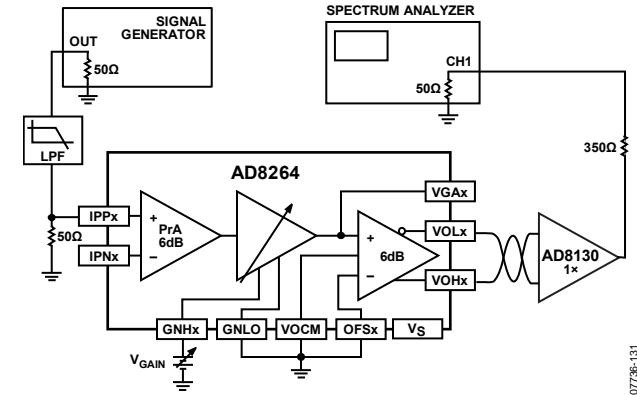 SIGNAL
GENERATOR
OUT
50Ω
SPECTRUM ANALYZER
CH1
50Ω
LPF
350Ω
AD8264
VGAx
IPPx
+
PrA
6dB
–
IPNx
50Ω
+
6dB
–
VOLx
VOHx
AD8130
1×
GNHx
GNLO
VOCM
OFSx
VS
VGAIN
07736-131